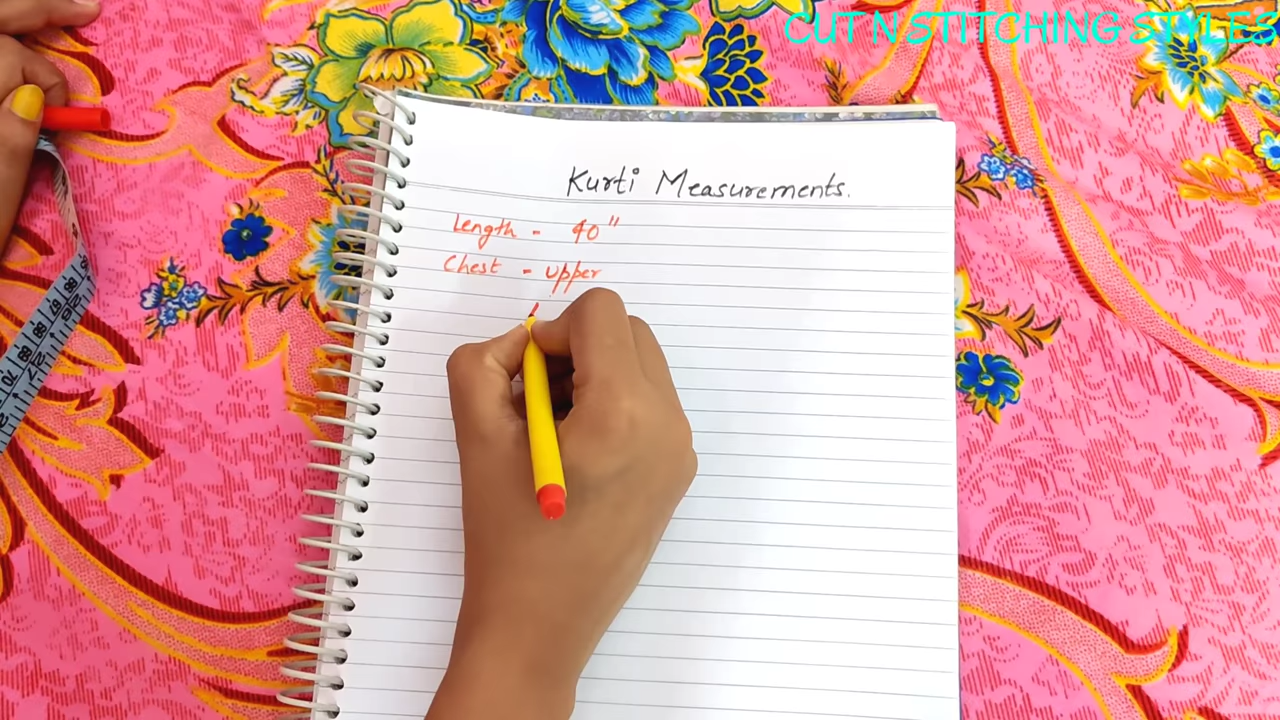 CUT N STITCHING STYLES
Kurti Measurements.
Length - 40"
Chest - upper